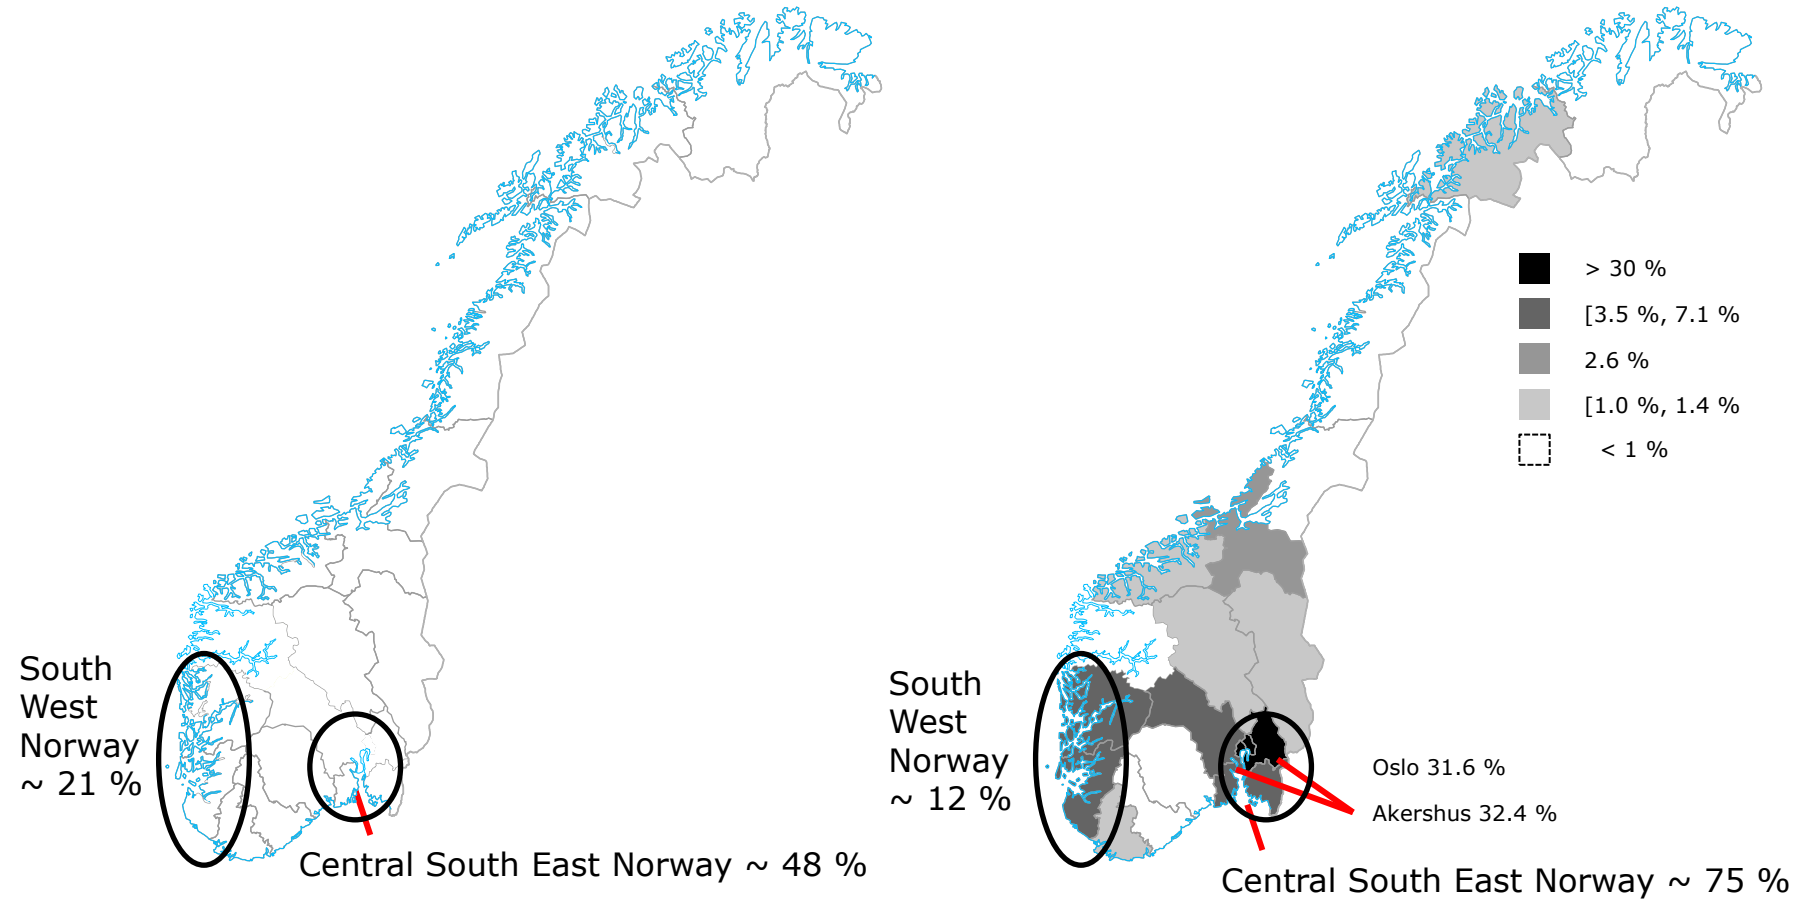 South
West
Norway
~ 21 %
Central South East Norway ~ 48 %
> 30 %
[3.5 %, 7.1 %
2.6 %
[1.0 %, 1.4 %
< 1 %
South
West
Norway
~ 12 %
Oslo 31.6 %
Akershus 32.4 %
Central South East Norway ~ 75 %